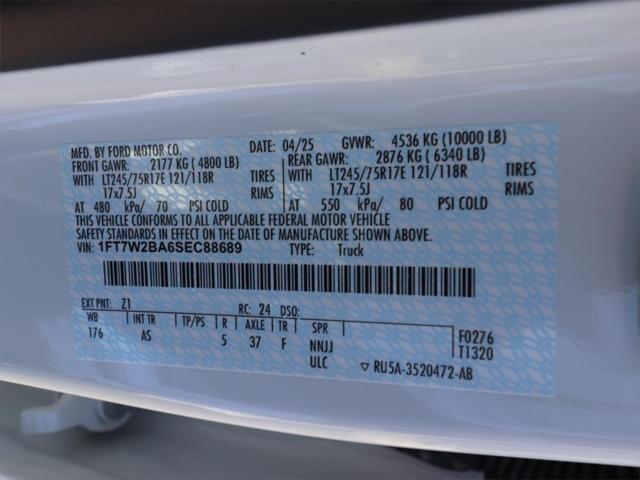 MFD. BY FORD MOTOR CO. DATE: 04/25 GVWR: 4536 KG (10000 LB)
FRONT GAWR: 2177 KG ( 4800 LB) REAR GAWR: 2876 KG ( 6340 LB)
WITH LT245/75R17E 121/118R TIRES WITH LT245/75R17E 121/118R TIRES
17x7.5J RIMS 17x7.5J RIMS
AT 480 kPa/ 70 PSI COLD AT 550 kPa/ 80 PSI COLD
THIS VEHICLE CONFORMS TO ALL APPLICABLE FEDERAL MOTOR VEHICLE
SAFETY STANDARDS IN EFFECT ON THE DATE OF MANUFACTURE SHOWN ABOVE.
VIN: 1FT7W2BA6SEC88689 TYPE: Truck
EXT PNT: Z1 RC: 24 DSO:
WB INT TR TP/PS R AXLE TR SPR F0276
176 AS 5 37 F NNJJ T1320
ULC ▽ RU5A-3520472-AB